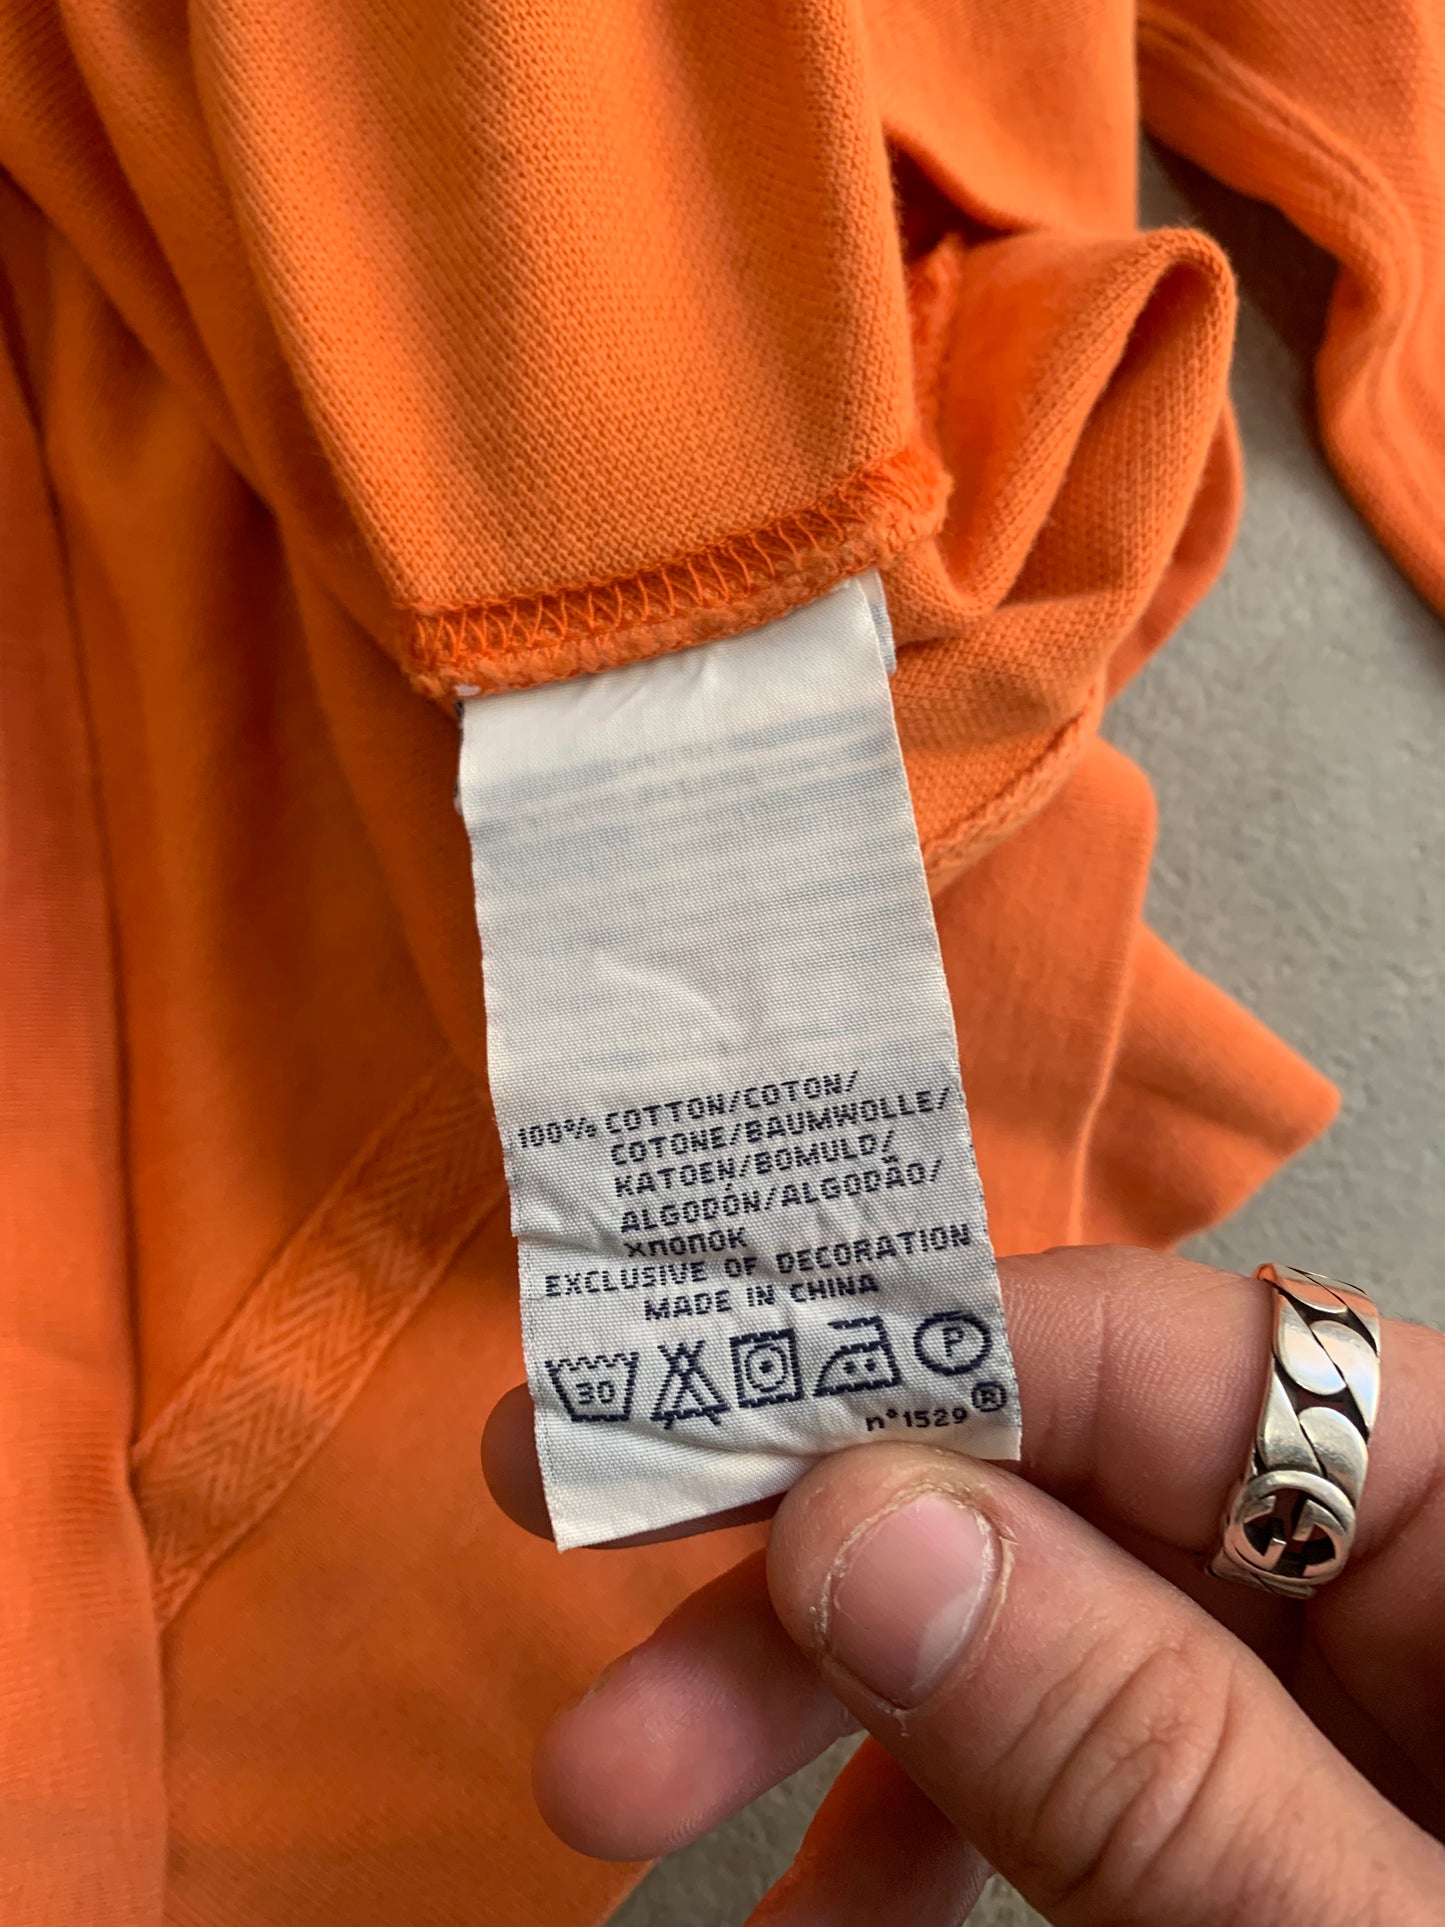 100% COTTON/COTON/
COTONE/BAUMWOLLE/
KATOEN/BOMULD/
ALGODÓN/ALGODÃO/
ХЛОПОК
EXCLUSIVE OF DECORATION
MADE IN CHINA
30 P
n°1529 ®